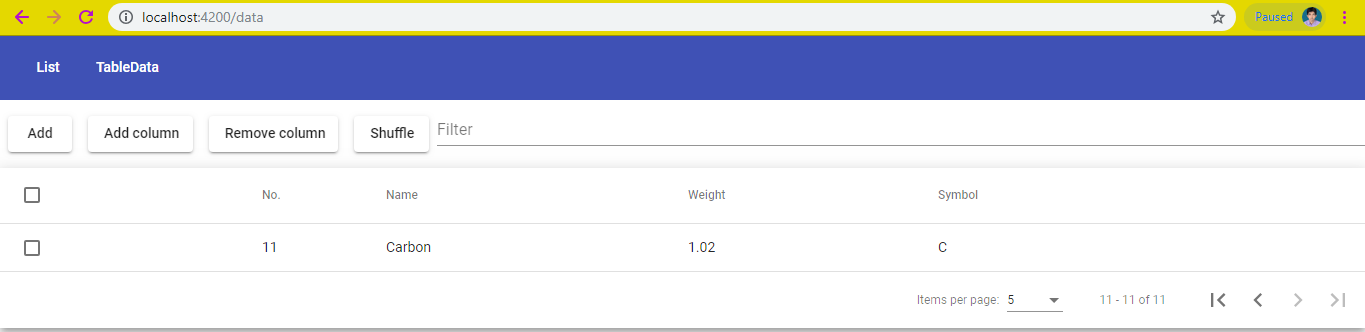 localhost:4200/data
Paused
List TableData
Add Add column Remove column Shuffle Filter
No. Name Weight Symbol
11 Carbon 1.02 C
Items per page: 5 11 - 11 of 11